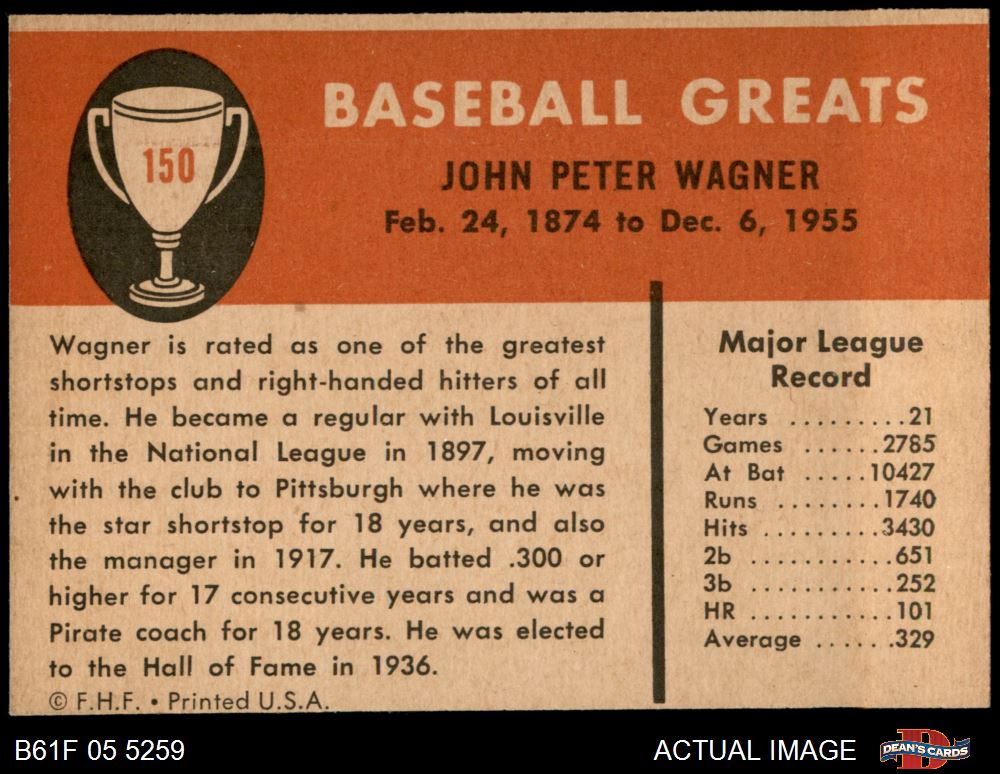 BASEBALL GREATS
150
JOHN PETER WAGNER
Feb. 24, 1874 to Dec. 6, 1955
Wagner is rated as one of the greatest
shortstops and right-handed hitters of all
time. He became a regular with Louisville
in the National League in 1897, moving
with the club to Pittsburgh where he was
the star shortstop for 18 years, and also
the manager in 1917. He batted .300 or
higher for 17 consecutive years and was a
Pirate coach for 18 years. He was elected
to the Hall of Fame in 1936.
© F.H.F. • Printed U.S.A.
Major League
Record
Years .........21
Games ......2785
At Bat .....10427
Runs ........1740
Hits .........3430
2b ...........651
3b ...........252
HR ...........101
Average ......329
B61F 05 5259
ACTUAL IMAGE
D
DEAN'S CARDS